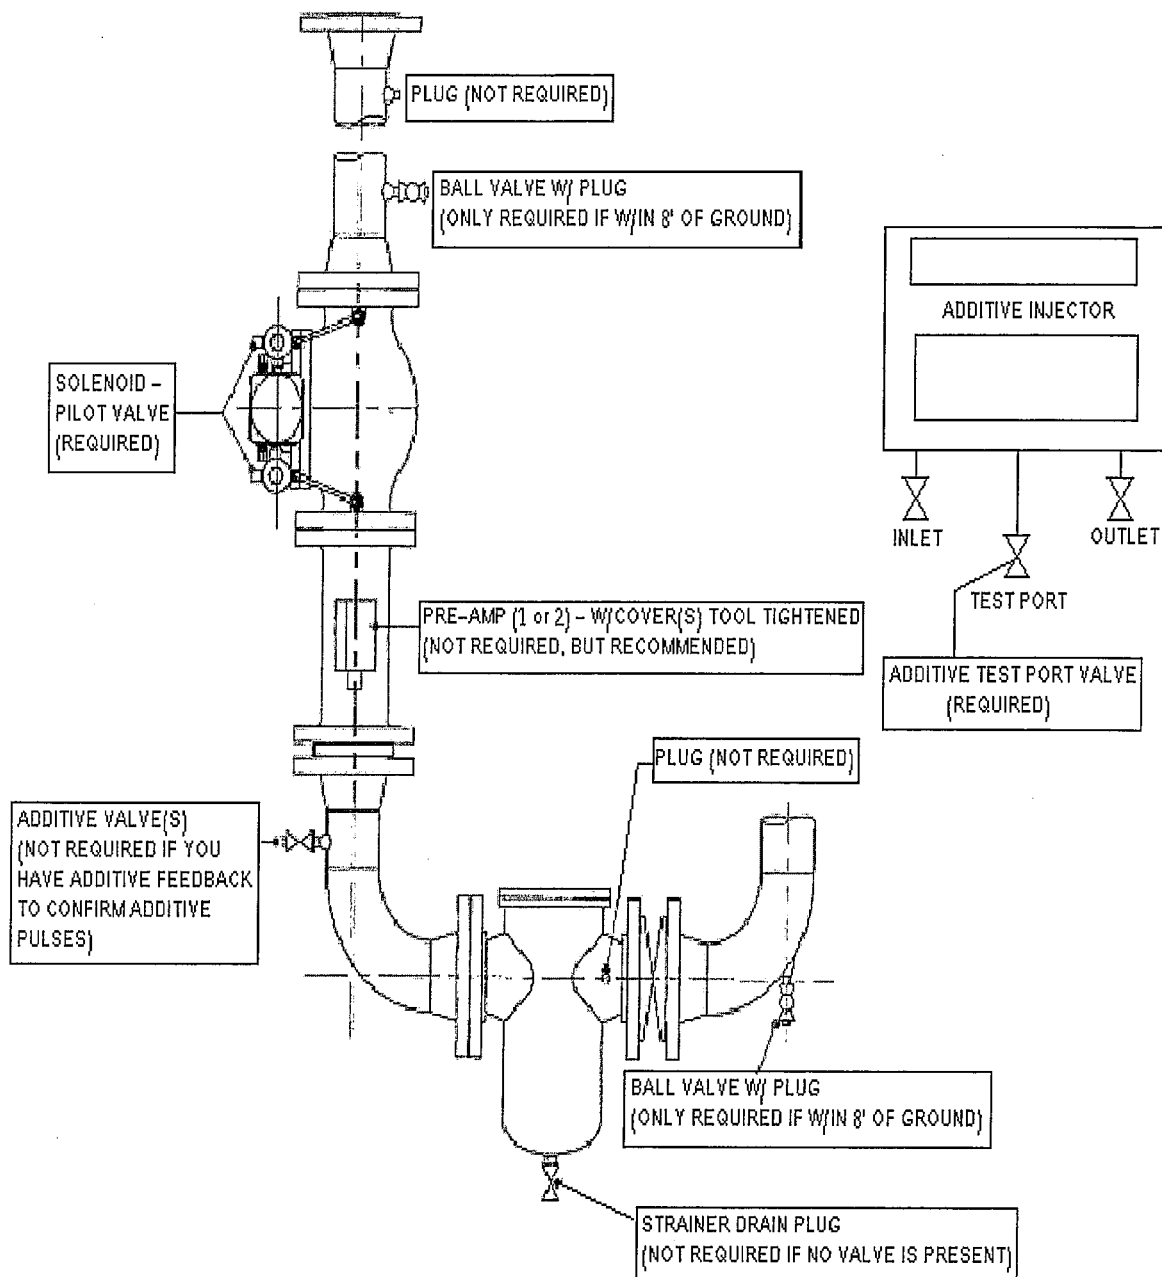 PLUG (NOT REQUIRED)
BALL VALVE W/ PLUG
(ONLY REQUIRED IF W/IN 8' OF GROUND)
ADDITIVE INJECTOR
SOLENOID –
PILOT VALVE
(REQUIRED)
INLET
OUTLET
TEST PORT
PRE–AMP (1 or 2) – W/COVER(S) TOOL TIGHTENED
(NOT REQUIRED, BUT RECOMMENDED)
ADDITIVE TEST PORT VALVE
(REQUIRED)
PLUG (NOT REQUIRED)
ADDITIVE VALVE(S)
(NOT REQUIRED IF YOU
HAVE ADDITIVE FEEDBACK
TO CONFIRM ADDITIVE
PULSES)
BALL VALVE W/ PLUG
(ONLY REQUIRED IF W/IN 8' OF GROUND)
STRAINER DRAIN PLUG
(NOT REQUIRED IF NO VALVE IS PRESENT)